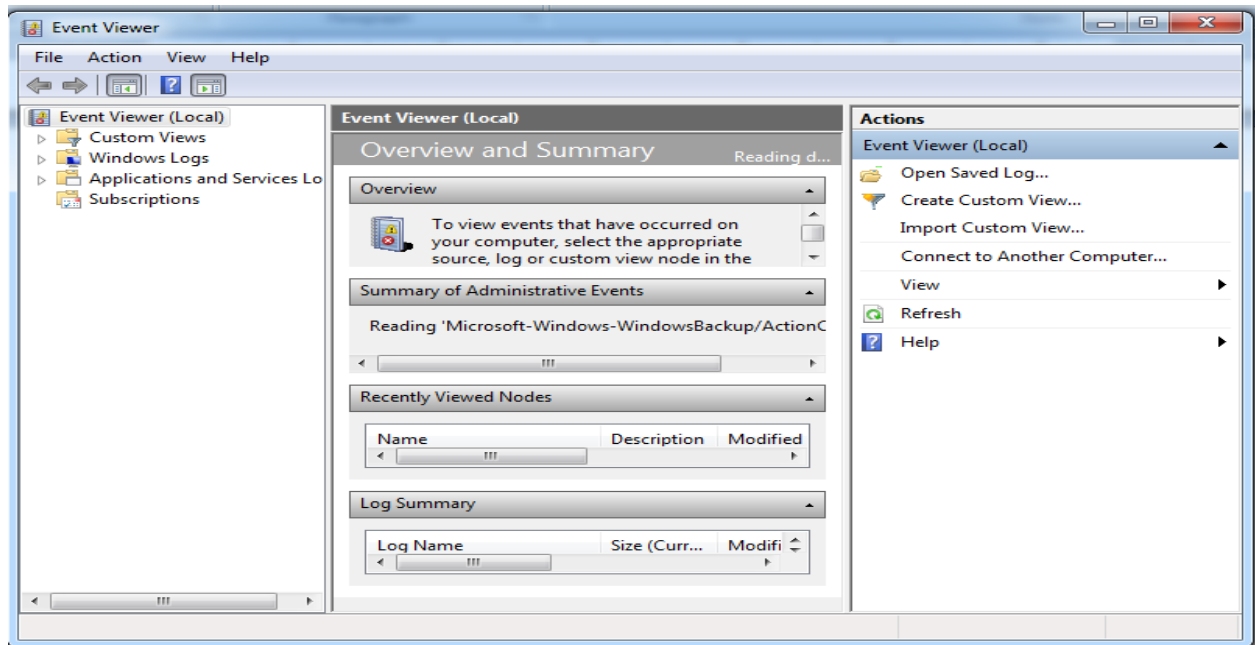 Event Viewer
File Action View Help
Event Viewer (Local)
Custom Views
Windows Logs
Applications and Services Lo
Subscriptions
Event Viewer (Local)
Overview and Summary Reading d...
Overview
To view events that have occurred on
your computer, select the appropriate
source, log or custom view node in the
Summary of Administrative Events
Reading 'Microsoft-Windows-WindowsBackup/ActionC
Recently Viewed Nodes
Name Description Modified
Log Summary
Log Name Size (Curr... Modifi
Actions
Event Viewer (Local)
Open Saved Log...
Create Custom View...
Import Custom View...
Connect to Another Computer...
View
Refresh
Help